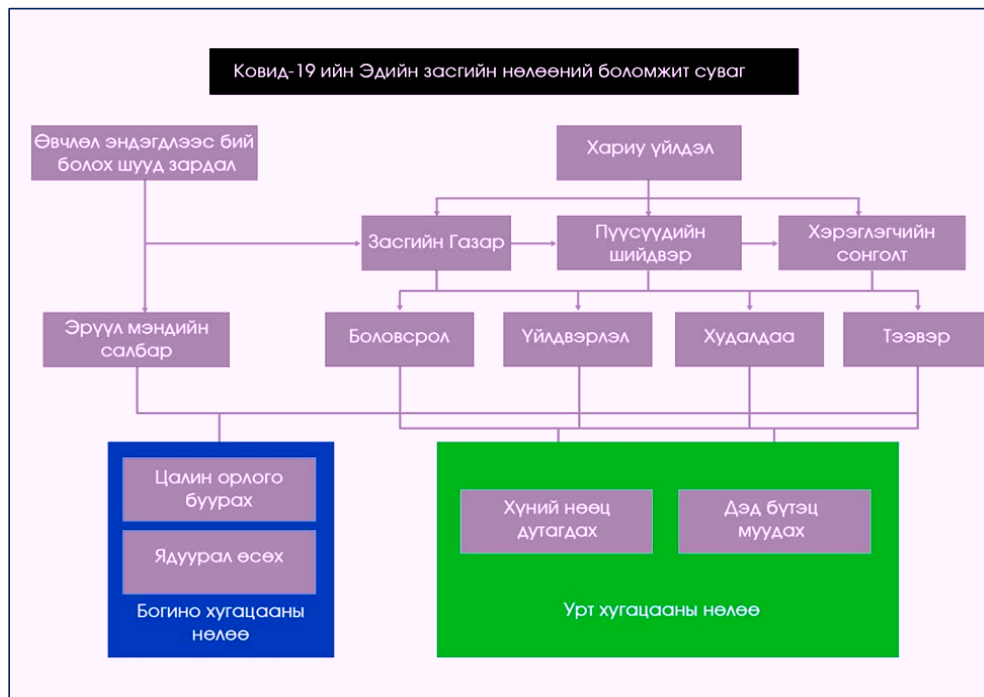 Ковид-19 ийн Эдийн засгийн нөлөөний боломжит суваг
Өвчлөл эндэгдлээс бий
болох шууд зардал
Хариу үйлдэл
Засгийн Газар
Пүүсүүдийн
шийдвэр
Хэрэглэгчийн
сонголт
Эрүүл мэндийн
салбар
Боловсрол
Үйлдвэрлэл
Худалдаа
Тээвэр
Цалин орлого
буурах
Ядуурал өсөх
Богино хугацааны
нөлөө
Хүний нөөц
дутагдах
Дэд бүтэц
муудах
Урт хугацааны нөлөө